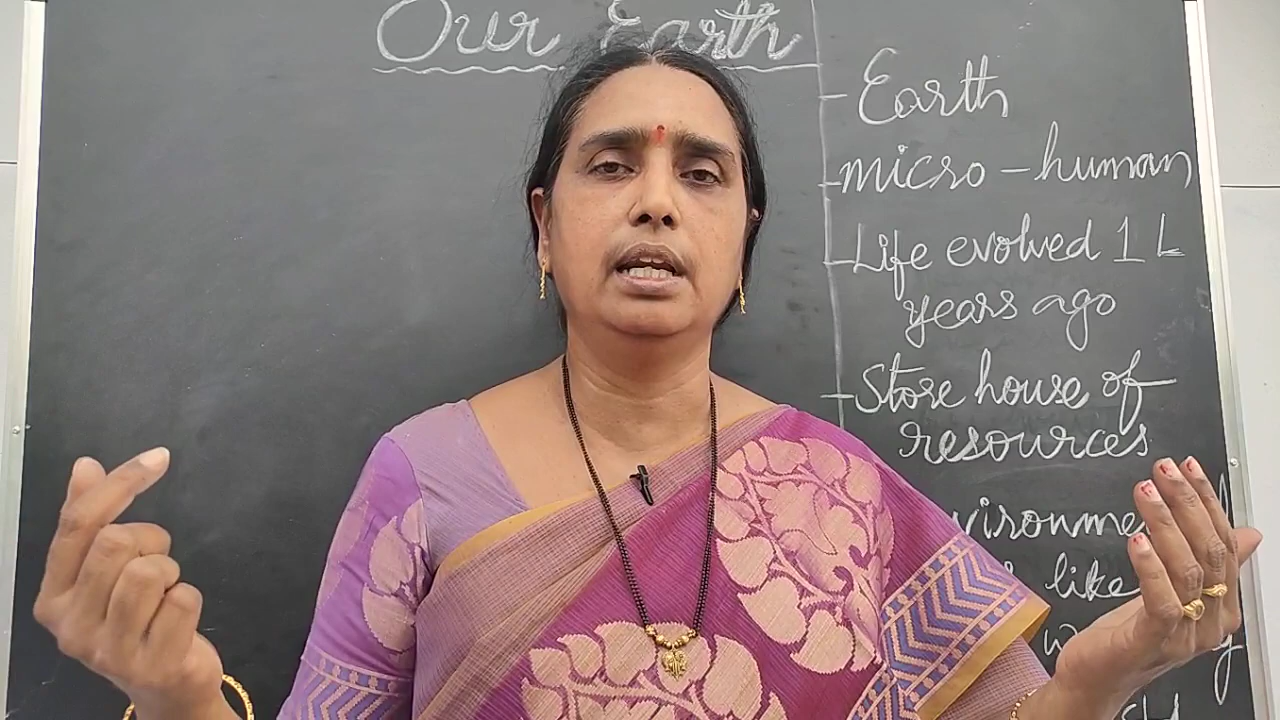 Our Earth
- Earth
- micro - human
- Life evolved 1 L
years ago
- Store house of
resources
like